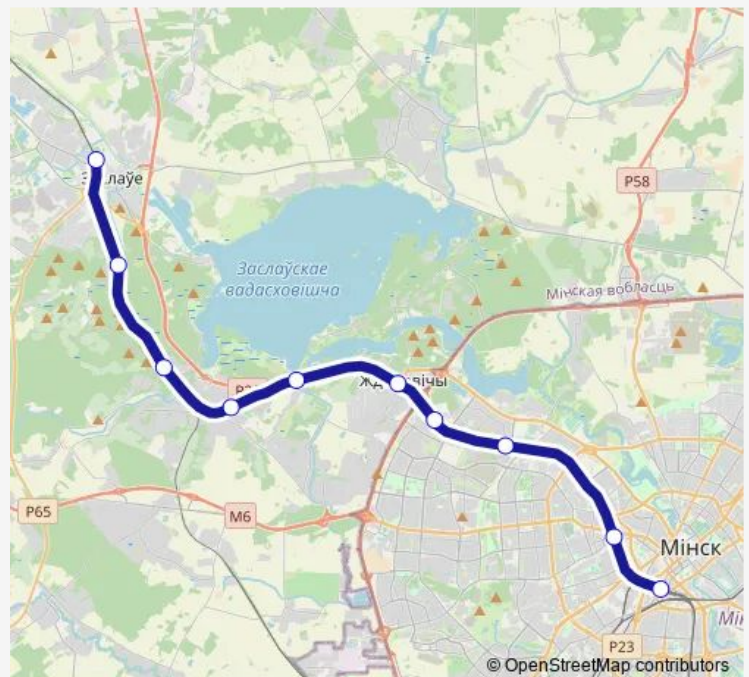 P58
Заслаўскае
вадасховішча
Мінская вобласць
P65
M6
Мінск
P23
© OpenStreetMap contributors